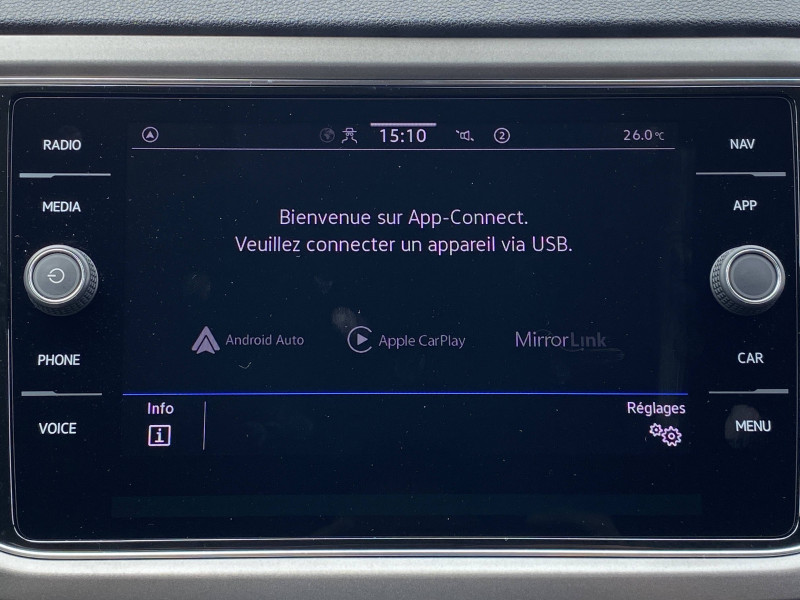 RADIO
MEDIA
PHONE
VOICE
15:10
2
26.0°C
Bienvenue sur App-Connect.
Veuillez connecter un appareil via USB.
Android Auto
Apple CarPlay
MirrorLink
Info
i
Réglages
NAV
APP
CAR
MENU